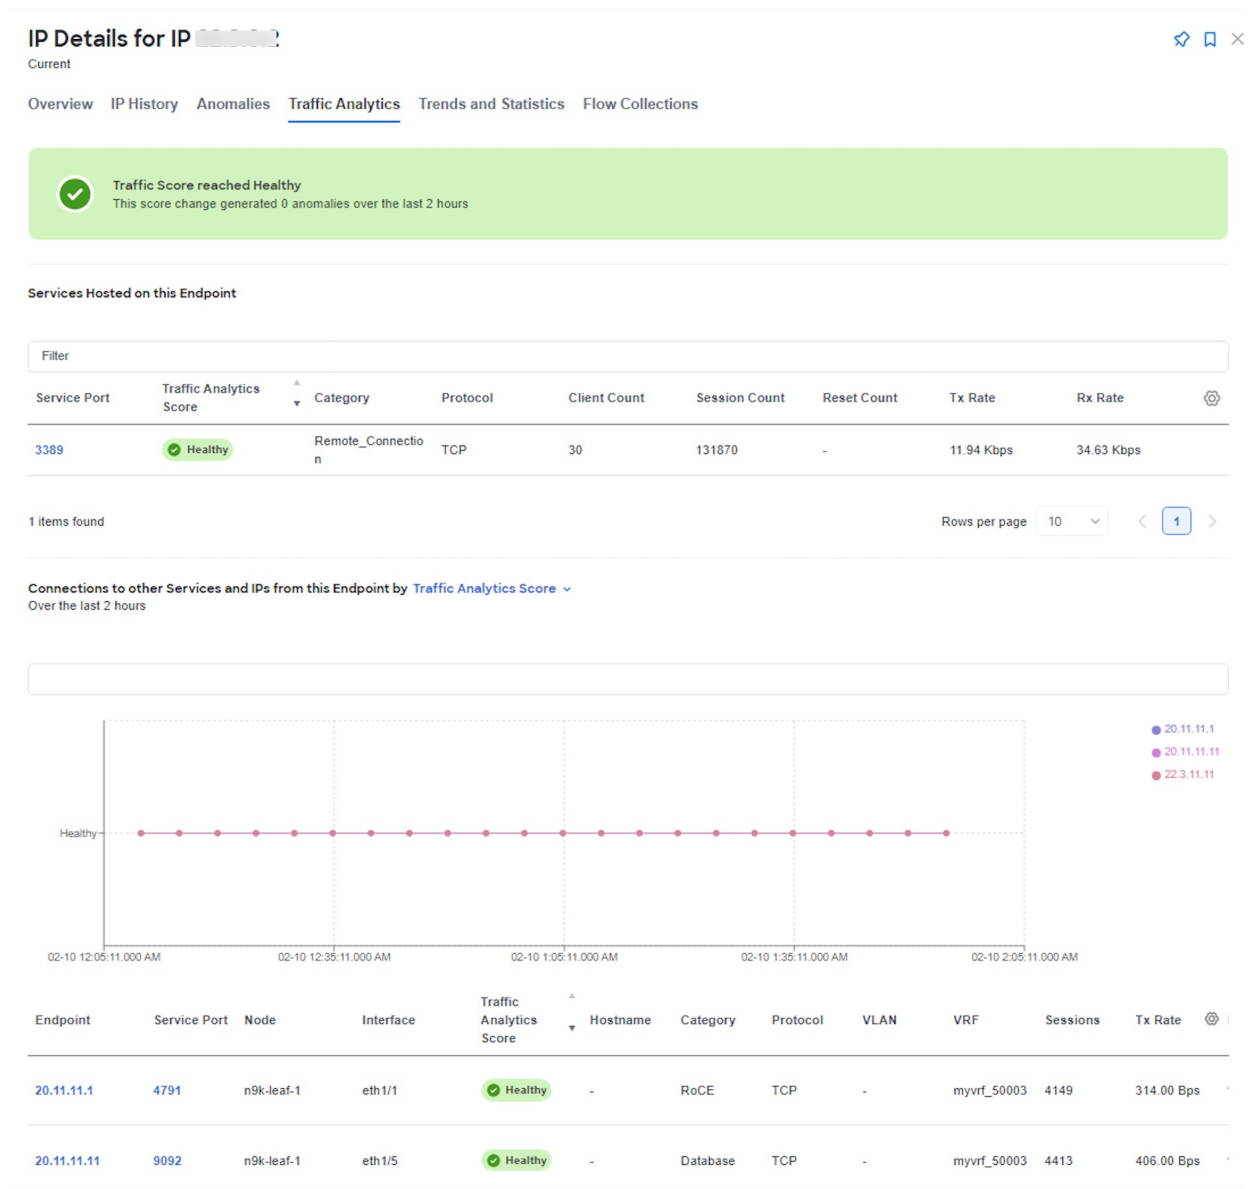 IP Details for IP
Current
Overview IP History Anomalies Traffic Analytics Trends and Statistics Flow Collections
Traffic Score reached Healthy
This score change generated 0 anomalies over the last 2 hours
Services Hosted on this Endpoint
Filter
Service Port Traffic Analytics Score Category Protocol Client Count Session Count Reset Count Tx Rate Rx Rate
3389 Healthy Remote_Connectio
n TCP 30 131870 - 11.94 Kbps 34.63 Kbps
1 items found Rows per page 10 1
Connections to other Services and IPs from this Endpoint by Traffic Analytics Score
Over the last 2 hours
20.11.11.1
20.11.11.11
22.3.11.11
Healthy
02-10 12:05:11.000 AM 02-10 12:35:11.000 AM 02-10 1:05:11.000 AM 02-10 1:35:11.000 AM 02-10 2:05:11.000 AM
Endpoint Service Port Node Interface Traffic Analytics Score Hostname Category Protocol VLAN VRF Sessions Tx Rate
20.11.11.1 4791 n9k-leaf-1 eth1/1 Healthy - RoCE TCP - myvrf_50003 4149 314.00 Bps
20.11.11.11 9092 n9k-leaf-1 eth1/5 Healthy - Database TCP - myvrf_50003 4413 406.00 Bps